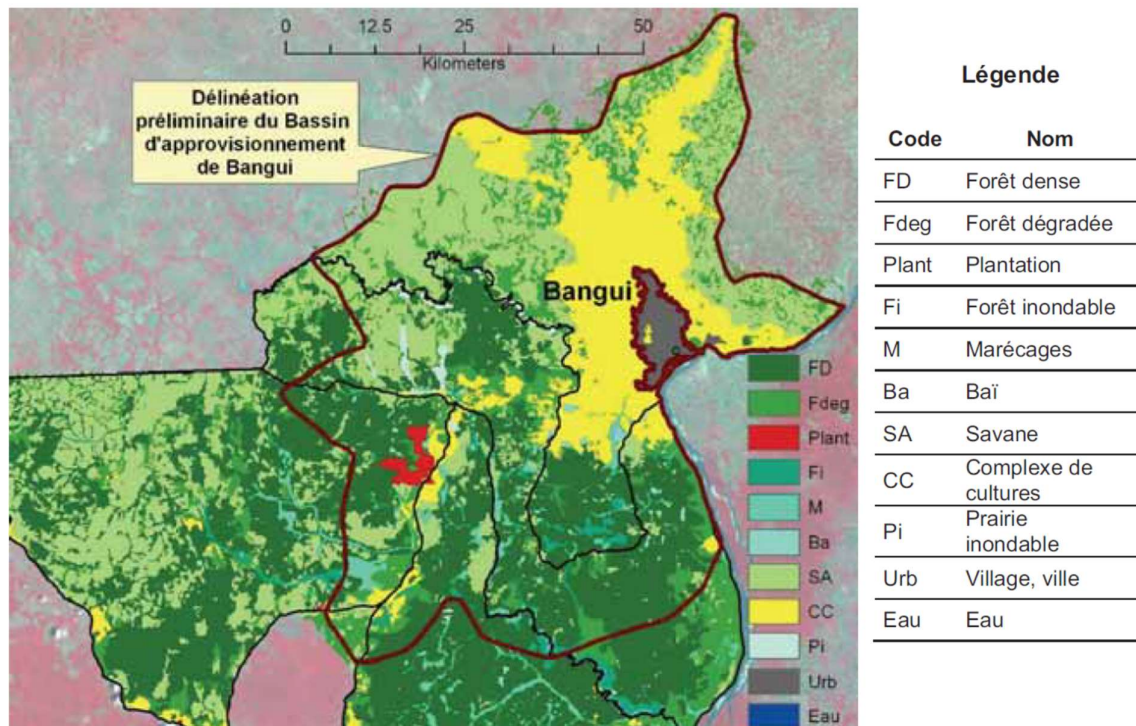 0 12.5 25 50
Kilometers
Délinéation
préliminaire du Bassin
d'approvisionnement
de Bangui
Bangui
FD
Fdeg
Plant
Fi
M
Ba
SA
CC
Pi
Urb
Eau
Légende
Code Nom
FD Forêt dense
Fdeg Forêt dégradée
Plant Plantation
Fi Forêt inondable
M Marécages
Ba Baï
SA Savane
CC Complexe de
cultures
Pi Prairie
inondable
Urb Village, ville
Eau Eau